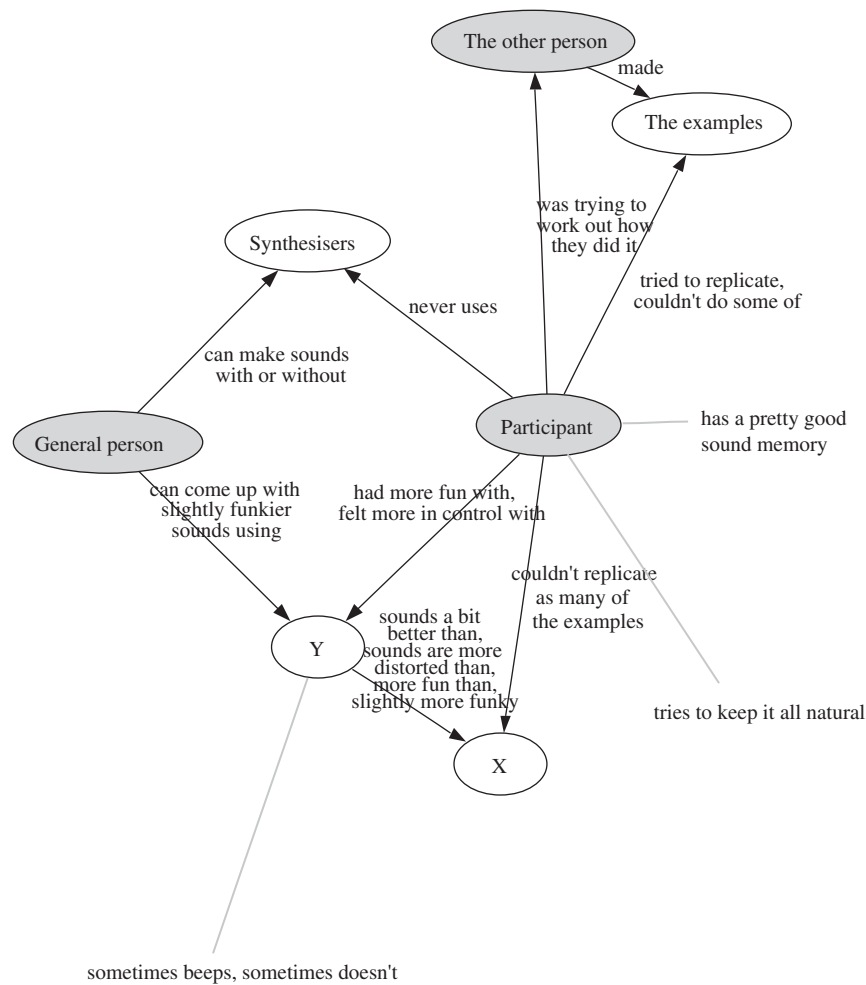 The other person
made
The examples
was trying to
work out how
they did it
Synthesisers
tried to replicate,
couldn't do some of
never uses
can make sounds
with or without
has a pretty good
sound memory
Participant
General person
can come up with
slightly funkier
sounds using
had more fun with,
felt more in control with
couldn't replicate
as many of
the examples
sounds a bit
better than,
sounds are more
distorted than,
more fun than,
slightly more funky
Y
tries to keep it all natural
X
sometimes beeps, sometimes doesn't